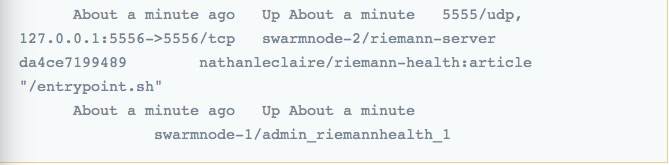 About a minute ago Up About a minute 5555/udp,
127.0.0.1:5556->5556/tcp swarmnode-2/riemann-server
da4ce7199489 nathanleclaire/riemann-health:article
"/entrypoint.sh"
About a minute ago Up About a minute
swarmnode-1/admin_riemannhealth_1